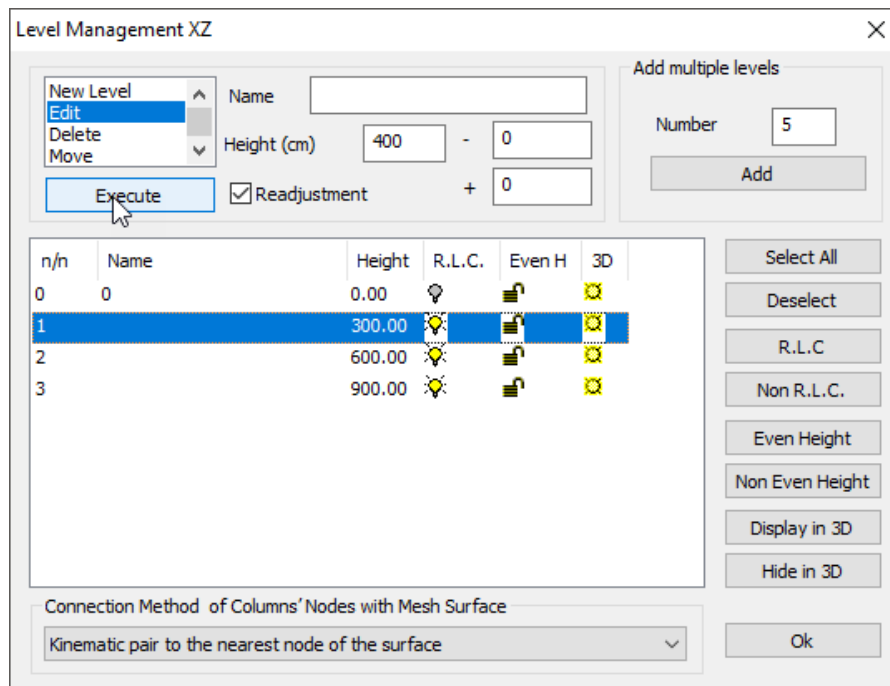 Level Management XZ
New Level
Edit
Delete
Move
Execute
Name
Height (cm) 400 - 0
Readjustment + 0
Add multiple levels
Number 5
Add
n/n Name Height R.L.C. Even H 3D
0 0 0.00
1 300.00
2 600.00
3 900.00
Select All
Deselect
R.L.C
Non R.L.C.
Even Height
Non Even Height
Display in 3D
Hide in 3D
Connection Method of Columns' Nodes with Mesh Surface
Kinematic pair to the nearest node of the surface
Ok